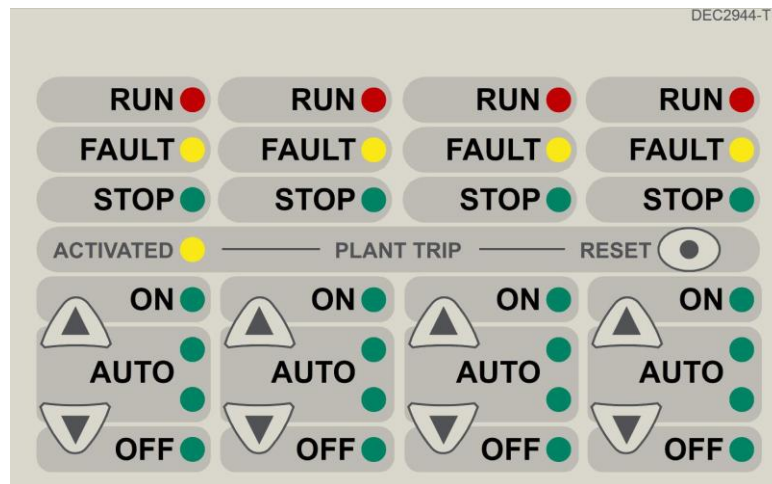 DEC2944-T
RUN RUN RUN RUN
FAULT FAULT FAULT FAULT
STOP STOP STOP STOP
ACTIVATED PLANT TRIP RESET
ON ON ON ON
AUTO AUTO AUTO AUTO
OFF OFF OFF OFF